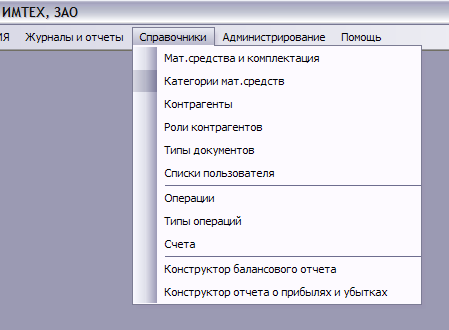 ИМТЕХ, ЗАО
ИЯ Журналы и отчеты Справочники Администрирование Помощь
Мат.средства и комплектация
Категории мат.средств
Контрагенты
Роли контрагентов
Типы документов
Списки пользователя
Операции
Типы операций
Счета
Конструктор балансового отчета
Конструктор отчета о прибылях и убытках